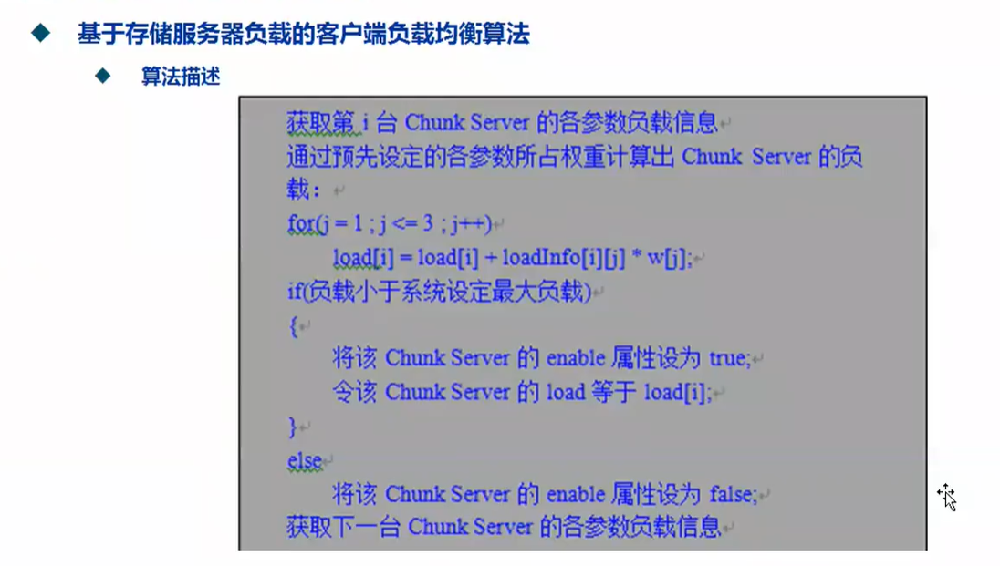 基于存储服务器负载的客户端负载均衡算法
算法描述
获取第 i 台 Chunk Server 的各参数负载信息
通过预先设定的各参数所占权重计算出 Chunk Server 的负
载：
for(j = 1 ; j <= 3 ; j++)
load[i] = load[i] + loadInfo[i][j] * w[j];
if(负载小于系统设定最大负载)
{
将该 Chunk Server 的 enable 属性设为 true;
令该 Chunk Server 的 load 等于 load[i];
}
else
将该 Chunk Server 的 enable 属性设为 false;
获取下一台 Chunk Server 的各参数负载信息